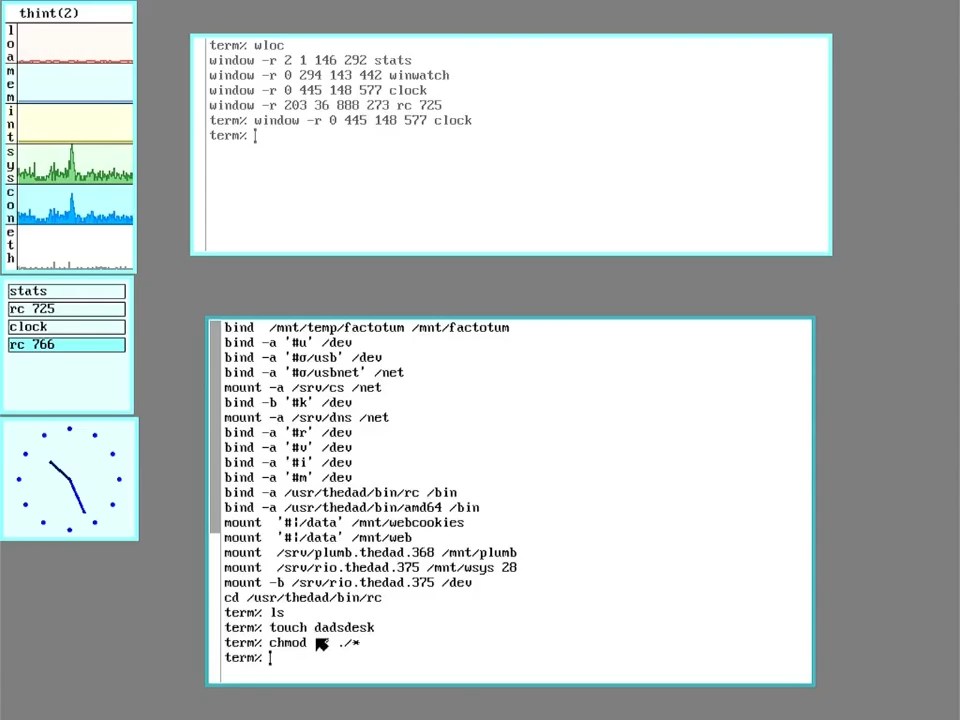 thint(2)
loa
mem
int
sys
con
eth
stats
rc 725
clock
rc 766
term% wloc
window -r 2 1 146 292 stats
window -r 0 294 143 442 winwatch
window -r 0 445 148 577 clock
window -r 203 36 888 273 rc 725
term% window -r 0 445 148 577 clock
term%
bind  /mnt/temp/factotum /mnt/factotum
bind -a '#u' /dev
bind -a '#σ/usb' /dev
bind -a '#σ/usbnet' /net
mount -a /srv/cs /net
bind -b '#k' /dev
mount -a /srv/dns /net
bind -a '#r' /dev
bind -a '#v' /dev
bind -a '#i' /dev
bind -a '#m' /dev
bind -a /usr/thedad/bin/rc /bin
bind -a /usr/thedad/bin/amd64 /bin
mount  '#|/data' /mnt/webcookies
mount  '#|/data' /mnt/web
mount  /srv/plumb.thedad.368 /mnt/plumb
mount  /srv/rio.thedad.375 /mnt/wsys 28
mount -b /srv/rio.thedad.375 /dev
cd /usr/thedad/bin/rc
term% ls
term% touch dadsdesk
term% chmod ./*
term%